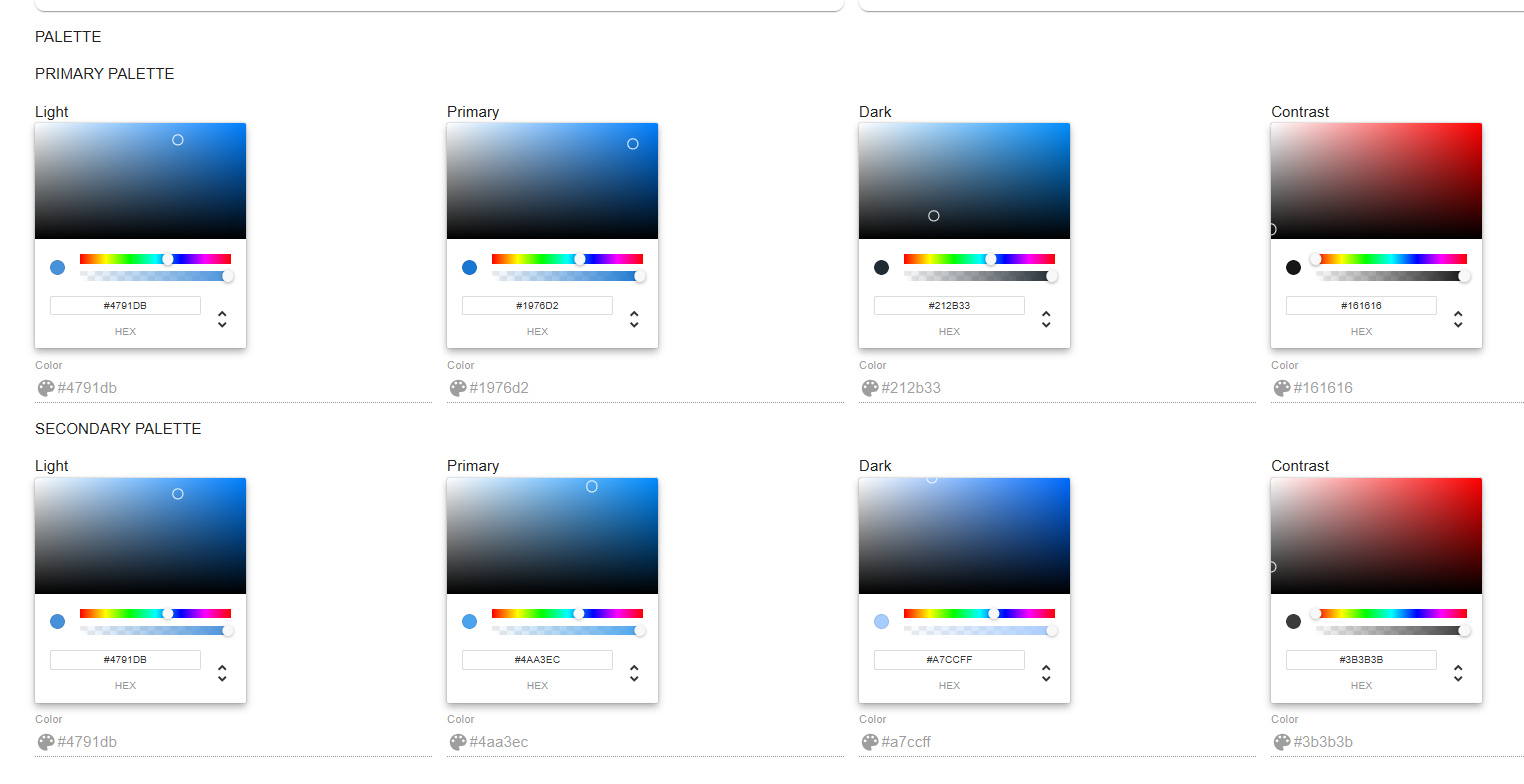 PALETTE
PRIMARY PALETTE
Light Primary Dark Contrast
#4791DB #1976D2 #212B33 #161616
HEX HEX HEX HEX
Color Color Color Color
#4791db #1976d2 #212b33 #161616
SECONDARY PALETTE
Light Primary Dark Contrast
#4791DB #4AA3EC #A7CCFF #3B3B3B
HEX HEX HEX HEX
Color Color Color Color
#4791db #4aa3ec #a7ccff #3b3b3b